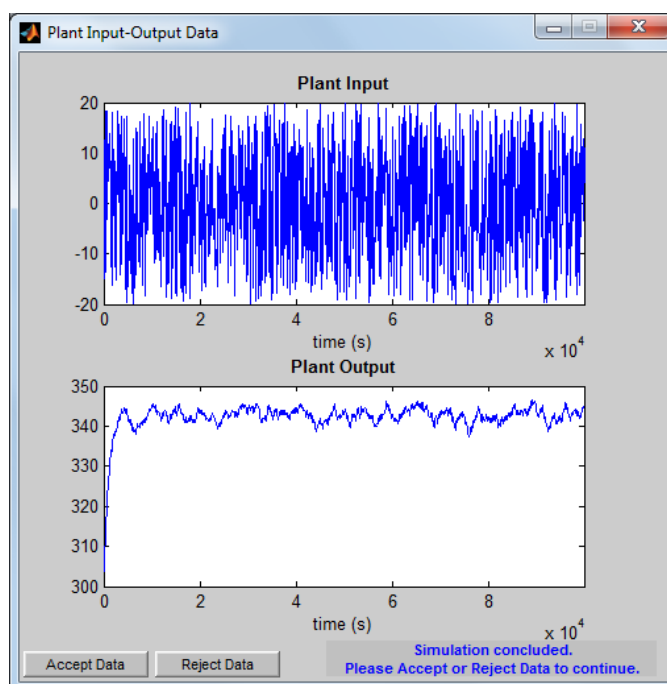 Plant Input-Output Data
Plant Input
20
10
0
-10
-20
0 2 4 6 8
time (s)
x 10^4
Plant Output
350
340
330
320
310
300
0 2 4 6 8
time (s)
x 10^4
Accept Data
Reject Data
Simulation concluded.
Please Accept or Reject Data to continue.